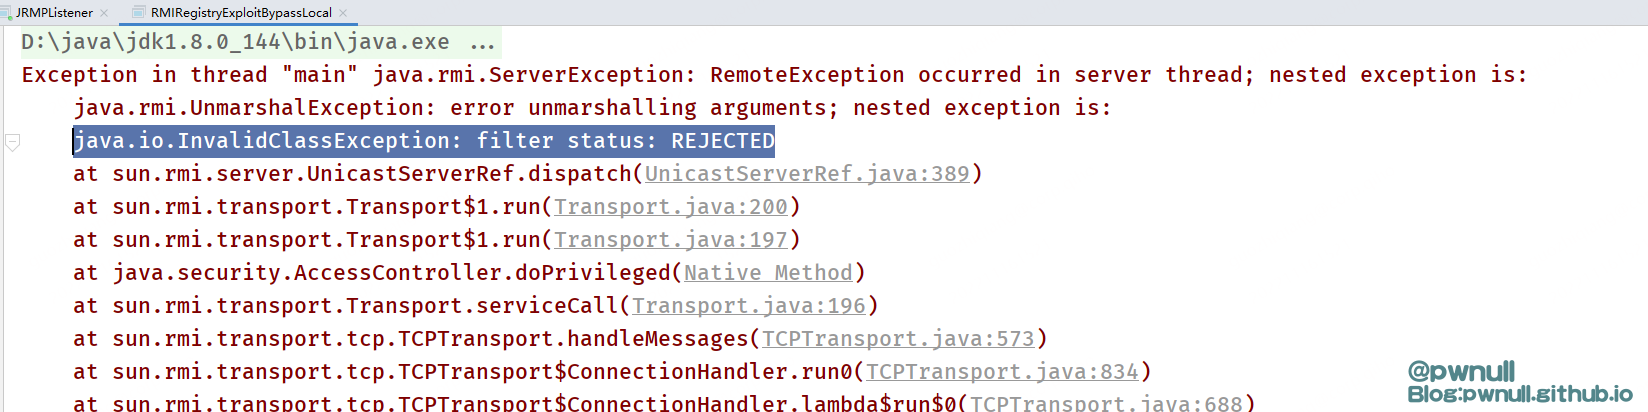 JRMPListener RMIRegistryExploitBypassLocal
D:\java\jdk1.8.0_144\bin\java.exe ...
Exception in thread "main" java.rmi.ServerException: RemoteException occurred in server thread; nested exception is:
java.rmi.UnmarshalException: error unmarshalling arguments; nested exception is:
java.io.InvalidClassException: filter status: REJECTED
at sun.rmi.server.UnicastServerRef.dispatch(UnicastServerRef.java:389)
at sun.rmi.transport.Transport$1.run(Transport.java:200)
at sun.rmi.transport.Transport$1.run(Transport.java:197)
at java.security.AccessController.doPrivileged(Native Method)
at sun.rmi.transport.Transport.serviceCall(Transport.java:196)
at sun.rmi.transport.tcp.TCPTransport.handleMessages(TCPTransport.java:573)
at sun.rmi.transport.tcp.TCPTransport$ConnectionHandler.run0(TCPTransport.java:834)
at sun.rmi.transport.tcp.TCPTransport$ConnectionHandler.lambda$run$0(TCPTransport.java:688)
@pwnull
Blog:pwnull.github.io